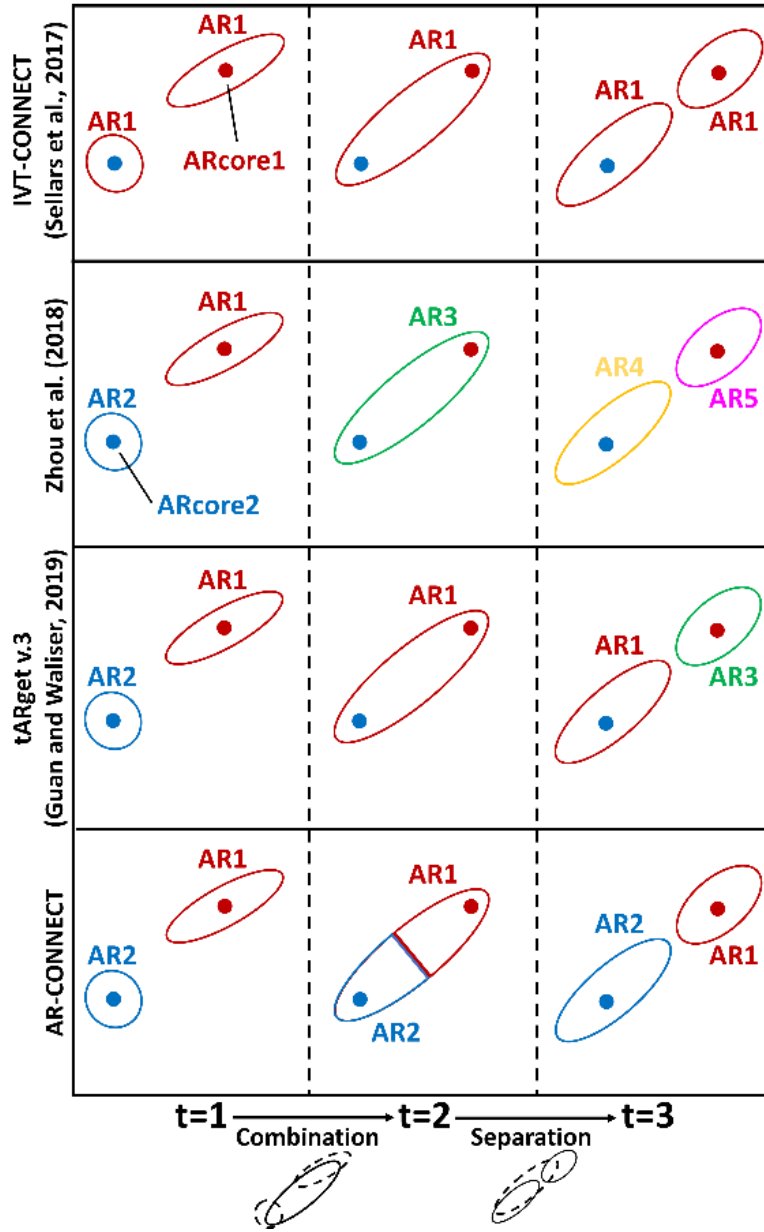 IVT-CONNECT
(Sellars et al., 2017)
AR1
AR1
ARcore1
AR1
AR1
AR1
Zhou et al. (2018)
AR1
AR2
ARcore2
AR3
AR4
AR5
tARget v.3
(Guan and Waliser, 2019)
AR1
AR2
AR1
AR1
AR3
AR-CONNECT
AR1
AR2
AR1
AR2
AR2
AR1
t=1
t=2
t=3
Combination
Separation